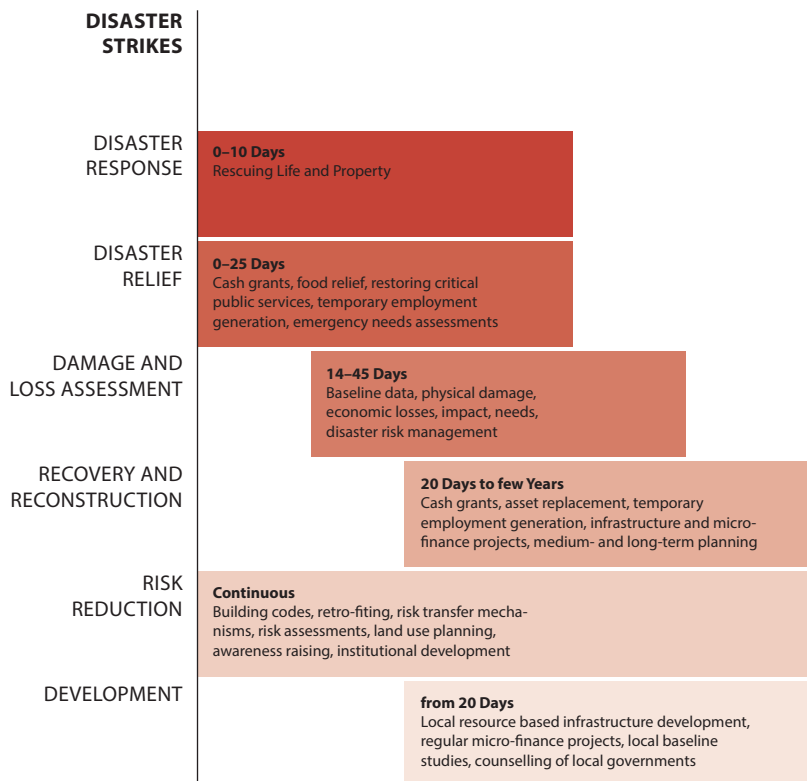 DISASTER
STRIKES
DISASTER
RESPONSE
0–10 Days
Rescuing Life and Property
DISASTER
RELIEF
0–25 Days
Cash grants, food relief, restoring critical
public services, temporary employment
generation, emergency needs assessments
DAMAGE AND
LOSS ASSESSMENT
14–45 Days
Baseline data, physical damage,
economic losses, impact, needs,
disaster risk management
RECOVERY AND
RECONSTRUCTION
20 Days to few Years
Cash grants, asset replacement, temporary
employment generation, infrastructure and micro-
finance projects, medium- and long-term planning
RISK
REDUCTION
Continuous
Building codes, retro-fiting, risk transfer mecha-
nisms, risk assessments, land use planning,
awareness raising, institutional development
DEVELOPMENT
from 20 Days
Local resource based infrastructure development,
regular micro-finance projects, local baseline
studies, counselling of local governments